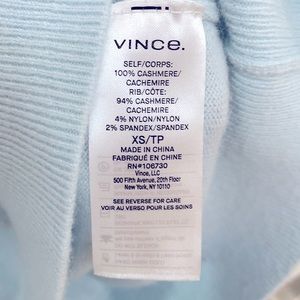 VINCE.
SELF/CORPS:
100% CASHMERE/
CACHEMIRE
RIB/CÔTE:
94% CASHMERE/
CACHEMIRE
4% NYLON/NYLON
2% SPANDEX/SPANDEX
XS/TP
MADE IN CHINA
FABRIQUÉ EN CHINE
RN#106730
Vince, LLC
500 Fifth Avenue, 20th Floor
New York, NY 10110
SEE REVERSE FOR CARE
VOIR AU VERSO POUR LES SOINS